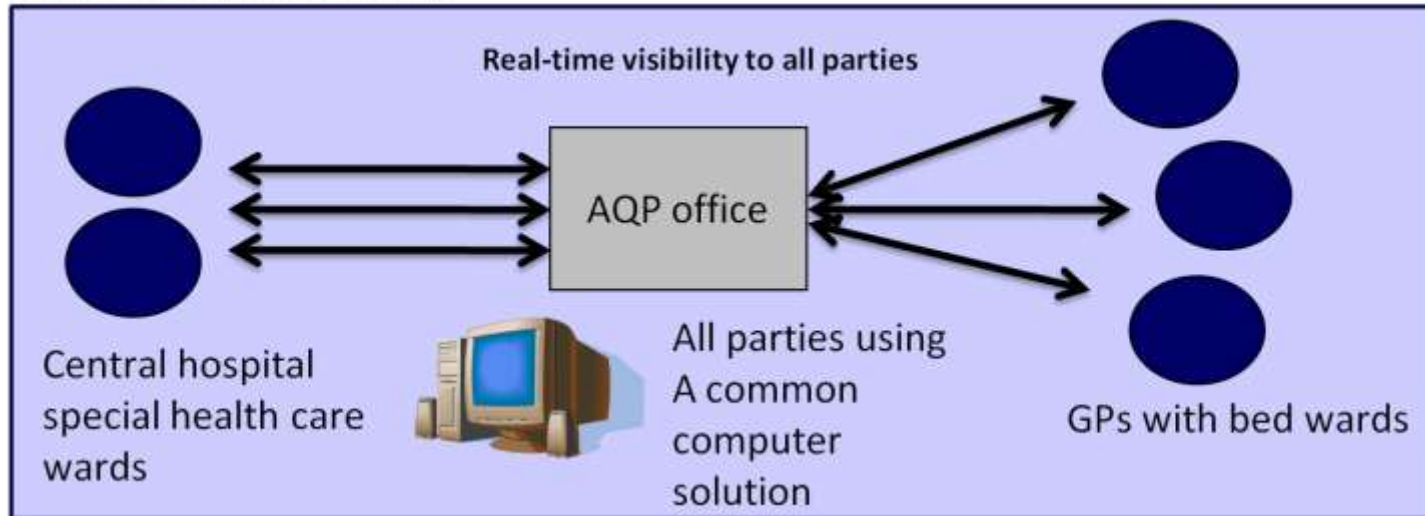 Real-time visibility to all parties
AQP office
Central hospital
special health care
wards
All parties using
A common
computer
solution
GPs with bed wards